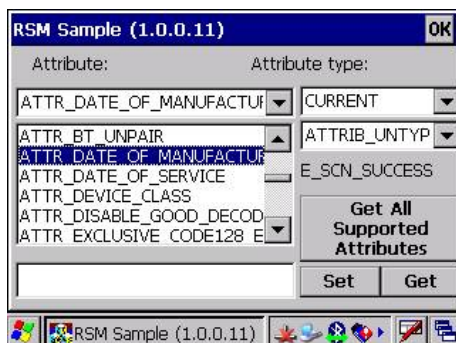 RSM Sample (1.0.0.11) OK
Attribute: Attribute type:
ATTR_DATE_OF_MANUFACTUF CURRENT
ATTR_BT_UNPAIR ATTRIB_UNTYP
ATTR_DATE_OF_MANUFACTUF
ATTR_DATE_OF_SERVICE E_SCN_SUCCESS
ATTR_DEVICE_CLASS
ATTR_DISABLE_GOOD_DECOD
ATTR_EXCLUSIVE_CODE128_E
Get All
Supported
Attributes
Set Get
RSM Sample (1.0.0.11)